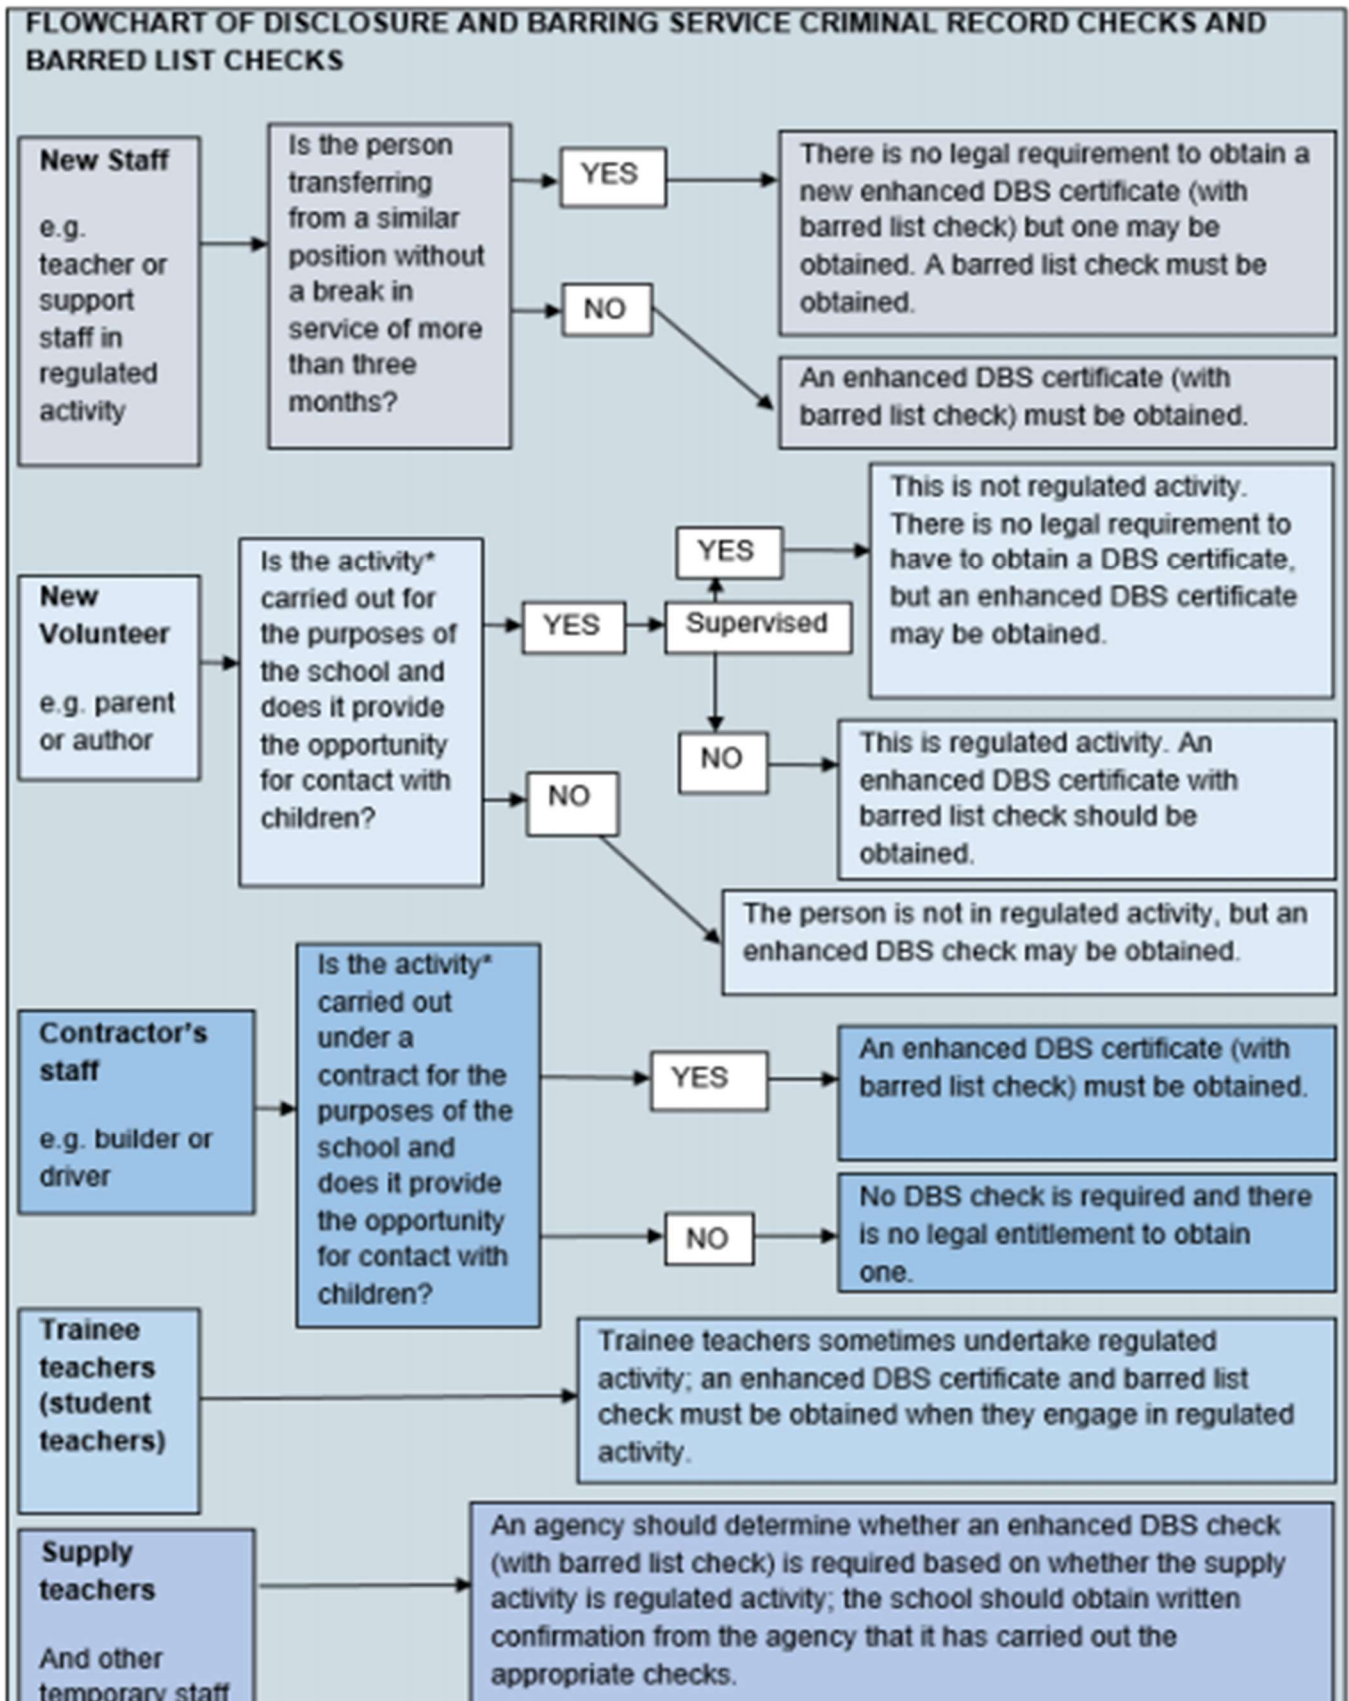 FLOWCHART OF DISCLOSURE AND BARRING SERVICE CRIMINAL RECORD CHECKS AND
BARRED LIST CHECKS
New Staff
e.g.
teacher or
support
staff in
regulated
activity
Is the person
transferring
from a similar
position without
a break in
service of more
than three
months?
YES
There is no legal requirement to obtain a
new enhanced DBS certificate (with
barred list check) but one may be
obtained. A barred list check must be
obtained.
NO
An enhanced DBS certificate (with
barred list check) must be obtained.
New
Volunteer
e.g. parent
or author
Is the activity*
carried out for
the purposes of
the school and
does it provide
the opportunity
for contact with
children?
YES
Supervised
YES
This is not regulated activity.
There is no legal requirement to
have to obtain a DBS certificate,
but an enhanced DBS certificate
may be obtained.
NO
This is regulated activity. An
enhanced DBS certificate with
barred list check should be
obtained.
NO
The person is not in regulated activity, but an
enhanced DBS check may be obtained.
Contractor's
staff
e.g. builder or
driver
Is the activity*
carried out
under a
contract for the
purposes of the
school and
does it provide
the opportunity
for contact with
children?
YES
An enhanced DBS certificate (with
barred list check) must be obtained.
NO
No DBS check is required and there
is no legal entitlement to obtain
one.
Trainee
teachers
(student
teachers)
Trainee teachers sometimes undertake regulated
activity; an enhanced DBS certificate and barred list
check must be obtained when they engage in regulated
activity.
Supply
teachers
And other
temporary staff
An agency should determine whether an enhanced DBS check
(with barred list check) is required based on whether the supply
activity is regulated activity; the school should obtain written
confirmation from the agency that it has carried out the
appropriate checks.